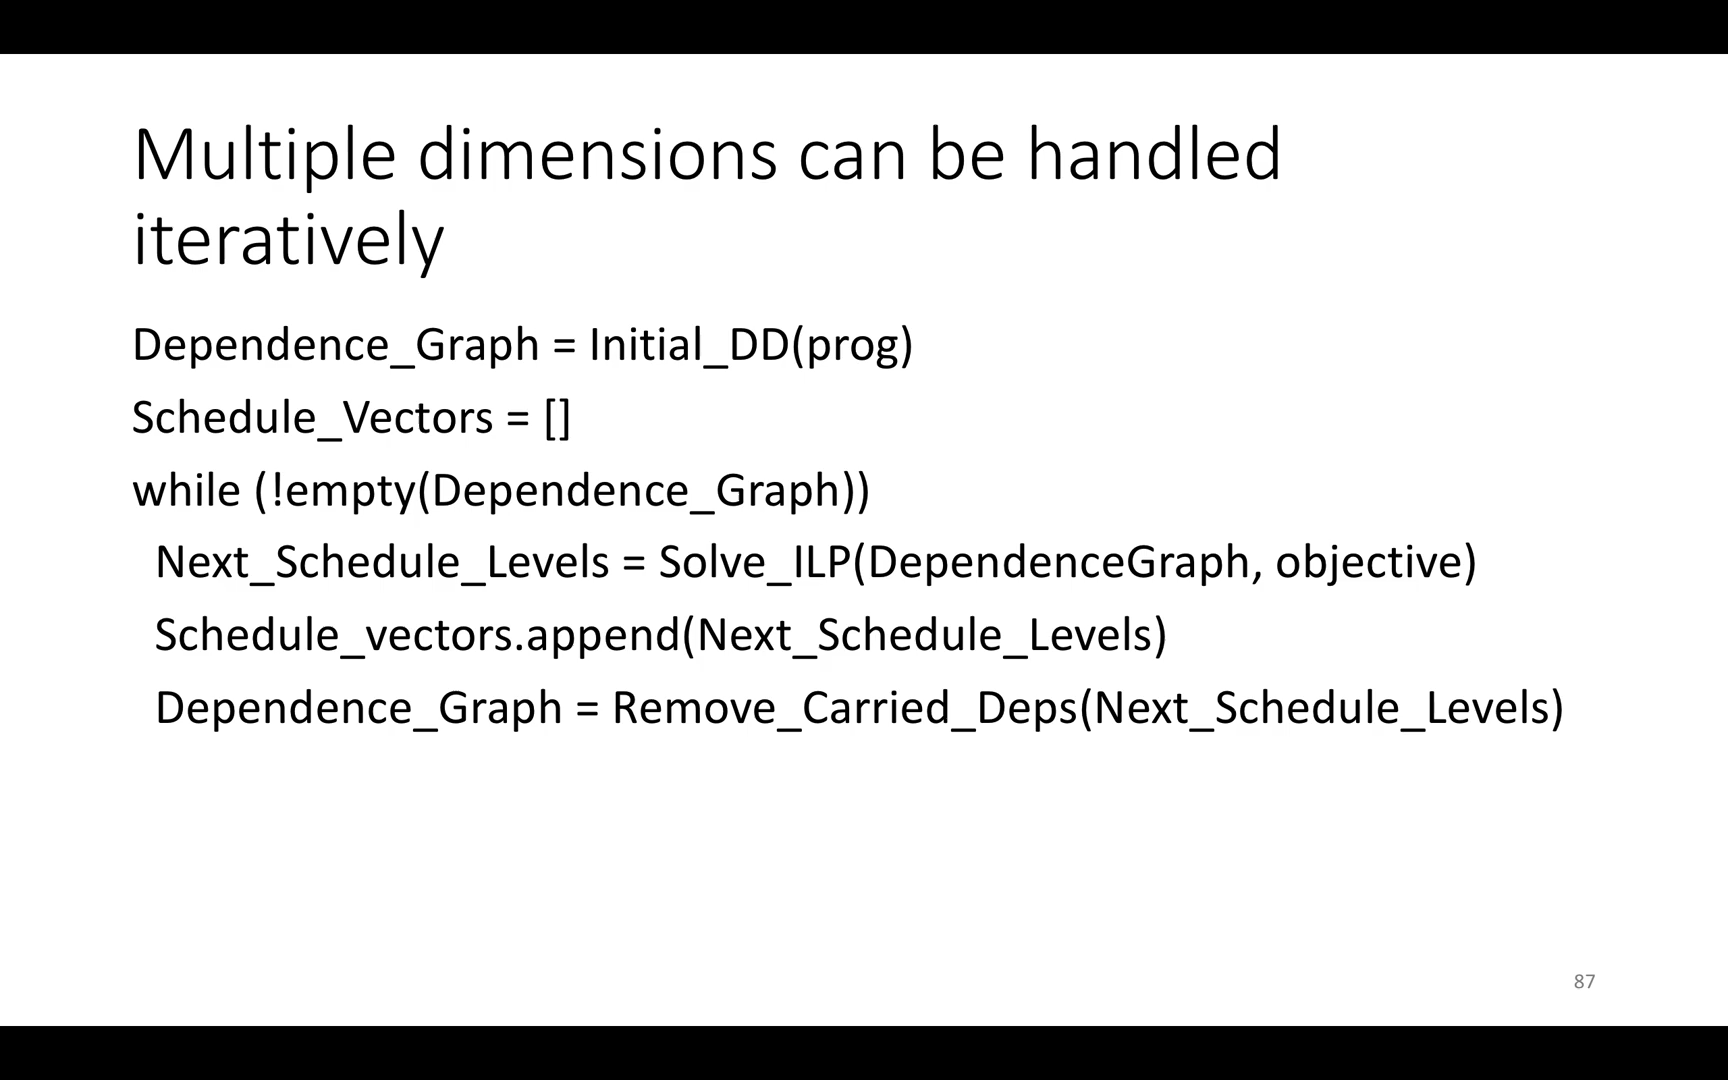 Multiple dimensions can be handled
iteratively
Dependence_Graph = Initial_DD(prog)
Schedule_Vectors = []
while (!empty(Dependence_Graph))
Next_Schedule_Levels = Solve_ILP(DependenceGraph, objective)
Schedule_vectors.append(Next_Schedule_Levels)
Dependence_Graph = Remove_Carried_Deps(Next_Schedule_Levels)
87